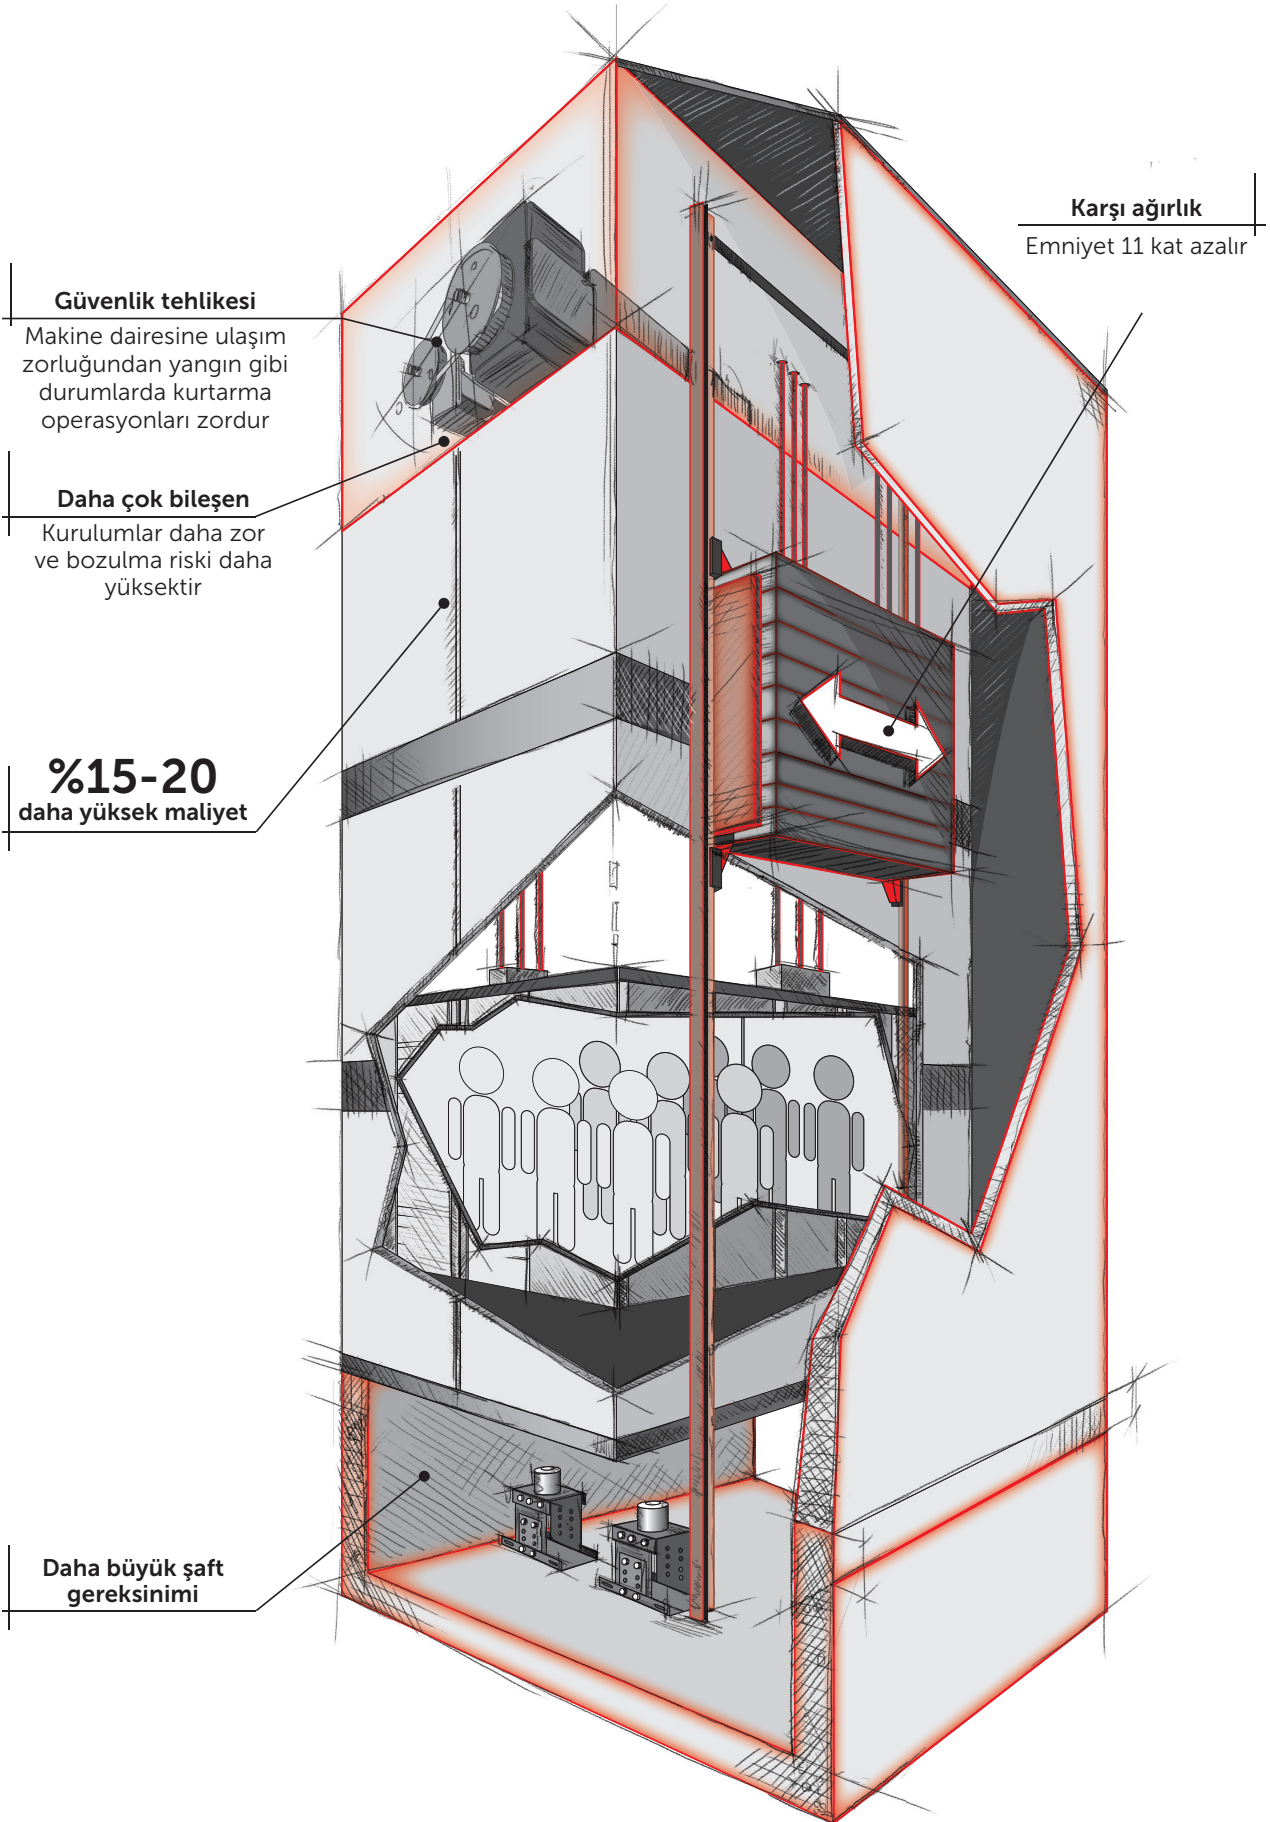 Karşı ağırlık
Emniyet 11 kat azalır
Güvenlik tehlikesi
Makine dairesine ulaşım
zorluğundan yangın gibi
durumlarda kurtarma
operasyonları zordur
Daha çok bileşen
Kurulumlar daha zor
ve bozulma riski daha
yüksektir
%15-20
daha yüksek maliyet
Daha büyük şaft
gereksinimi